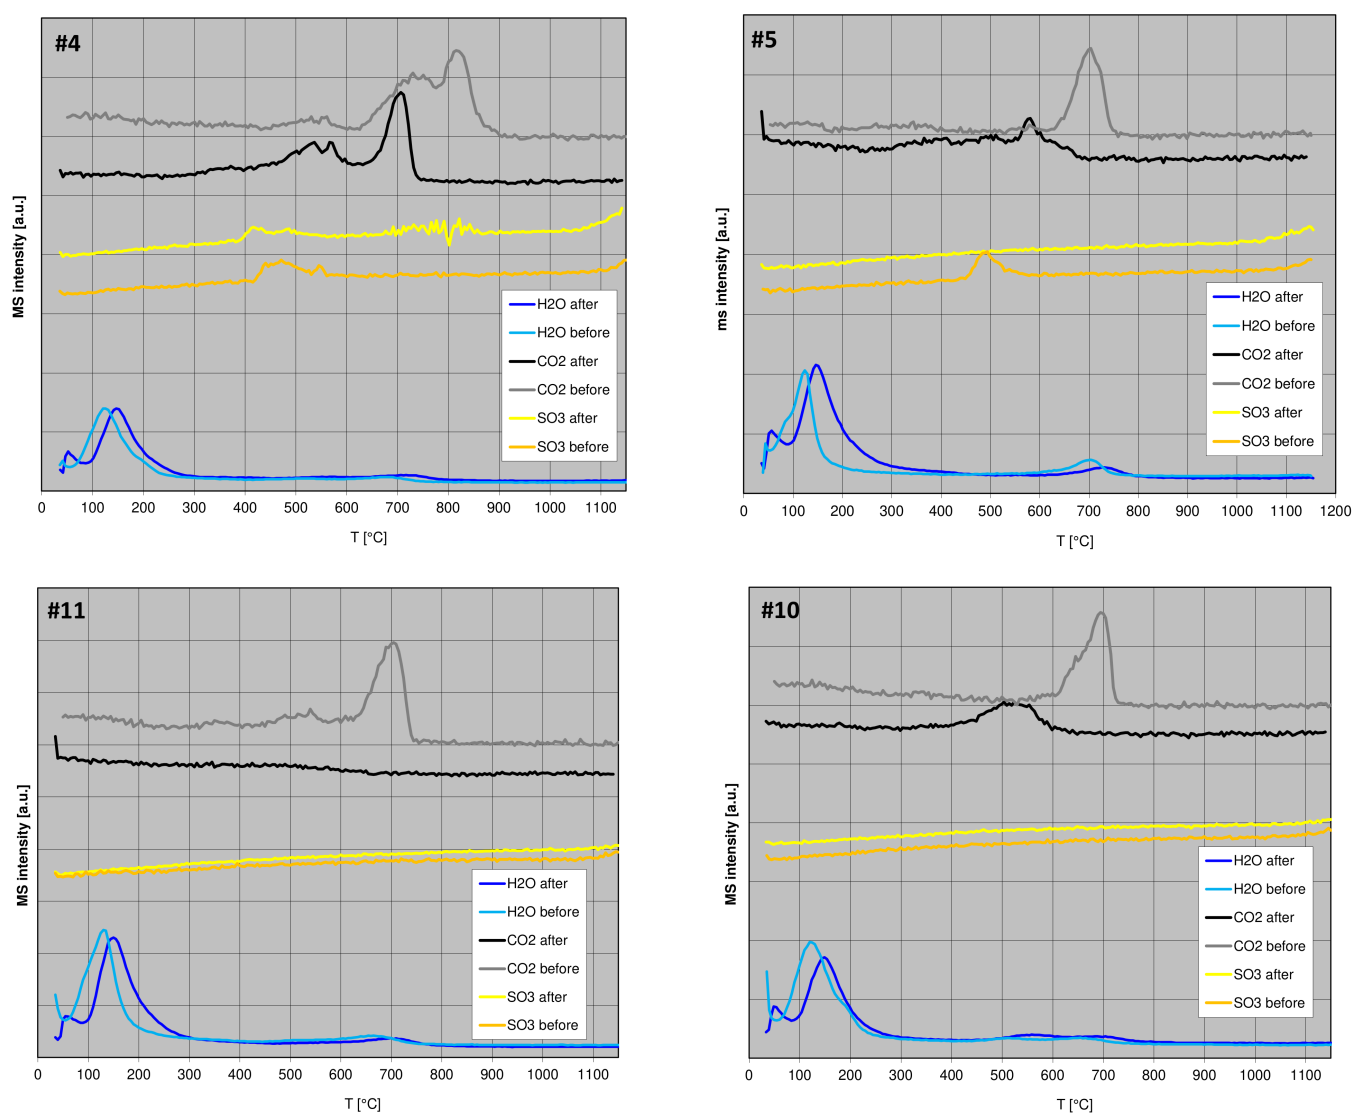 #4
MS intensity [a.u.]
H2O after
H2O before
CO2 after
CO2 before
SO3 after
SO3 before
0 100 200 300 400 500 600 700 800 900 1000 1100
T [°C]
#5
ms intensity [a.u.]
H2O after
H2O before
CO2 after
CO2 before
SO3 after
SO3 before
0 100 200 300 400 500 600 700 800 900 1000 1100 1200
T [°C]
#11
MS intensity [a.u.]
H2O after
H2O before
CO2 after
CO2 before
SO3 after
SO3 before
0 100 200 300 400 500 600 700 800 900 1000 1100
T [°C]
#10
MS intensity [a.u.]
H2O after
H2O before
CO2 after
CO2 before
SO3 after
SO3 before
0 100 200 300 400 500 600 700 800 900 1000 1100
T [°C]